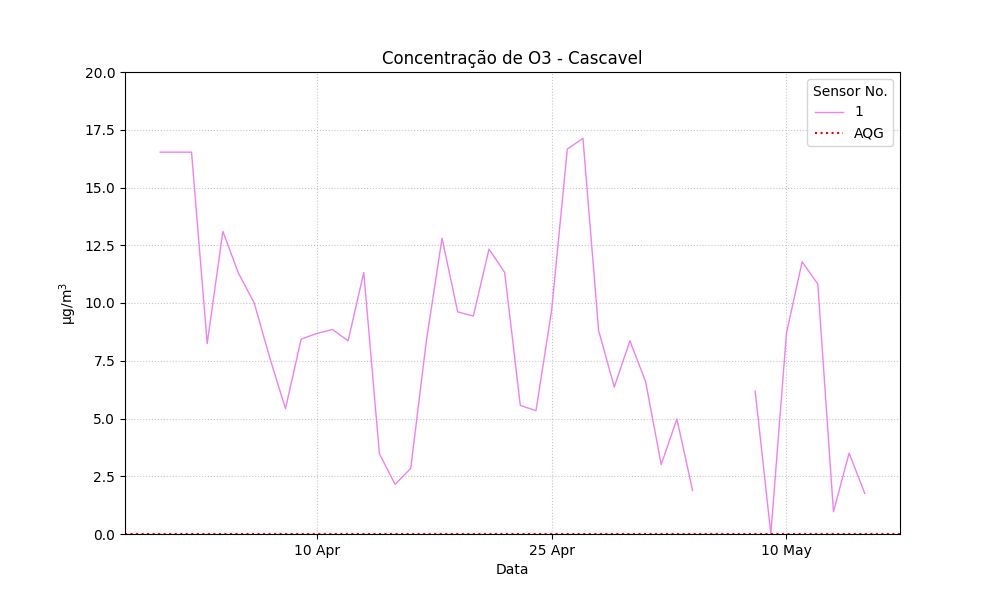 Concentração de O3 - Cascavel
Sensor No.
1
AQG
20.0
17.5
15.0
12.5
10.0
7.5
5.0
2.5
0.0
µg/m³
10 Apr
25 Apr
10 May
Data